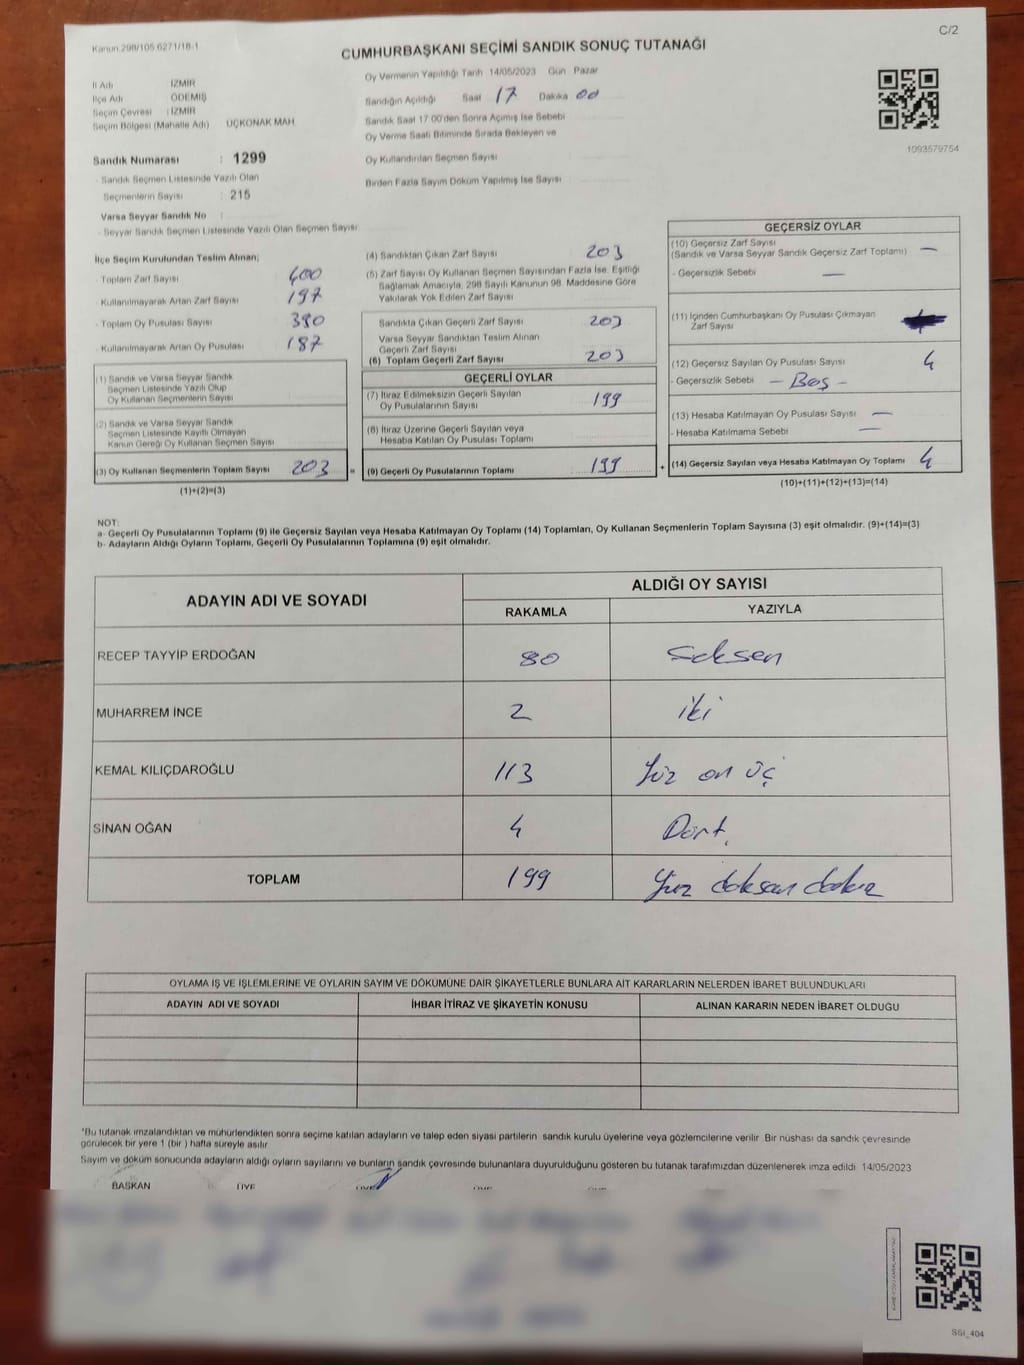 C/2
Kanun.298/105.6271/18-1
CUMHURBAŞKANI SEÇİMİ SANDIK SONUÇ TUTANAĞI
İl Adı : İZMİR
İlçe Adı : ÖDEMİŞ
Seçim Çevresi : İZMİR
Seçim Bölgesi (Mahalle Adı) UÇKONAK MAH
Sandık Numarası : 1299
- Sandık Seçmen Listesinde Yazılı Olan
Seçmenlerin Sayısı : 215
Varsa Seyyar Sandık No
- Seyyar Sandık Seçmen Listesinde Yazılı Olan Seçmen Sayısı
Oy Vermenin Yapıldığı Tarih 14/05/2023 Gün Pazar
Sandığın Açıldığı Saat 17 Dakika 00
Sandık Saat 17:00'den Sonra Açımış İse Sebebi
Oy Verme Saati Bitiminde Sırada Bekleyen ve
Oy Kullandırılan Seçmen Sayısı
Birden Fazla Sayım Döküm Yapılmış İse Sayısı
1093579754
İlçe Seçim Kurulundan Teslim Alınan;
- Toplam Zarf Sayısı 400
- Kullanılmayarak Artan Zarf Sayısı 197
- Toplam Oy Pusulası Sayısı 390
- Kullanılmayarak Artan Oy Pusulası 187
(1) Sandık ve Varsa Seyyar Sandık
Seçmen Listesinde Yazılı Olup
Oy Kullanan Seçmenlerin Sayısı
(2) Sandık ve Varsa Seyyar Sandık
Seçmen Listesinde Kayıtlı Olmayan
Kanun Gereği Oy Kullanan Seçmen Sayısı
(3) Oy Kullanan Seçmenlerin Toplam Sayısı 203 =
(1)+(2)=(3)
(4) Sandıktan Çıkan Zarf Sayısı 203
(5) Zarf Sayısı Oy Kullanan Seçmen Sayısından Fazla İse, Eşitliği
Sağlamak Amacıyla, 298 Sayılı Kanunun 98. Maddesine Göre
Yakılarak Yok Edilen Zarf Sayısı
Sandıkta Çıkan Geçerli Zarf Sayısı 203
Varsa Seyyar Sandıktan Teslim Alınan
Geçerli Zarf Sayısı
(6) Toplam Geçerli Zarf Sayısı 203
GEÇERLİ OYLAR
(7) İtiraz Edilmeksizin Geçerli Sayılan
Oy Pusulalarının Sayısı 199
(8) İtiraz Üzerine Geçerli Sayılan veya
Hesaba Katılan Oy Pusulası Toplamı
(9) Geçerli Oy Pusulalarının Toplamı 199 +
GEÇERSİZ OYLAR
(10) Geçersiz Zarf Sayısı
(Sandık ve Varsa Seyyar Sandık Geçersiz Zarf Toplamı) —
- Geçersizlik Sebebi —
(11) İçinden Cumhurbaşkanı Oy Pusulası Çıkmayan
Zarf Sayısı
(12) Geçersiz Sayılan Oy Pusulası Sayısı 4
- Geçersizlik Sebebi - Boş -
(13) Hesaba Katılmayan Oy Pusulası Sayısı —
- Hesaba Katılmama Sebebi —
(14) Geçersiz Sayılan veya Hesaba Katılmayan Oy Toplamı 4
(10)+(11)+(12)+(13)=(14)
NOT:
a- Geçerli Oy Pusulalarının Toplamı (9) ile Geçersiz Sayılan veya Hesaba Katılmayan Oy Toplamı (14) Toplamları, Oy Kullanan Seçmenlerin Toplam Sayısına (3) eşit olmalıdır. (9)+(14)=(3)
b- Adayların Aldığı Oyların Toplamı, Geçerli Oy Pusulalarının Toplamına (9) eşit olmalıdır.
ADAYIN ADI VE SOYADI
ALDIĞI OY SAYISI
RAKAMLA YAZIYLA
RECEP TAYYİP ERDOĞAN 80 Seksen
MUHARREM İNCE 2 iki
KEMAL KILIÇDAROĞLU 113 Yüz on üç
SİNAN OĞAN 4 Dört
TOPLAM 199 Yüz doksan dokuz
OYLAMA İŞ VE İŞLEMLERİNE VE OYLARIN SAYIM VE DÖKÜMÜNE DAİR ŞİKAYETLERLE BUNLARA AİT KARARLARIN NELERDEN İBARET BULUNDUKLARI
ADAYIN ADI VE SOYADI İHBAR İTİRAZ VE ŞİKAYETİN KONUSU ALINAN KARARIN NEDEN İBARET OLDUĞU
*Bu tutanak imzalandıktan ve mühürlendikten sonra seçime katılan adayların ve talep eden siyasi partilerin sandık kurulu üyelerine veya gözlemcilerine verilir. Bir nüshası da sandık çevresinde
görülecek bir yere 1 (bir) hafta süreyle asılır.
Sayım ve döküm sonucunda adayların aldığı oyların sayılarını ve bunların sandık çevresinde bulunanlara duyurulduğunu gösteren bu tutanak tarafımızdan düzenlenerek imza edildi 14/05/2023
BAŞKAN ÜYE ÜYE
SSİ_404